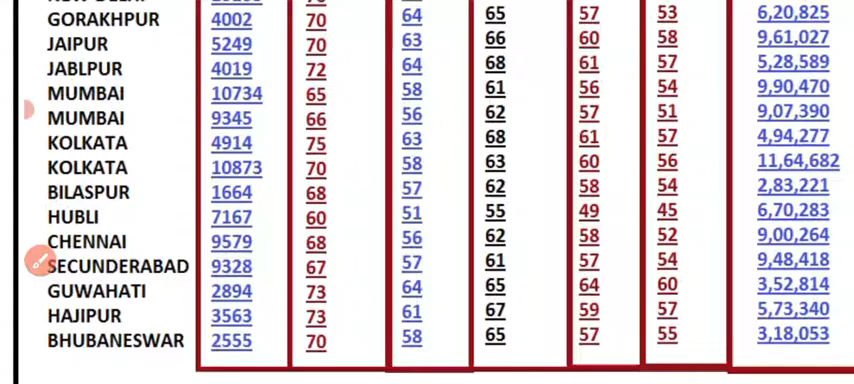 GORAKHPUR 4002 70 64 65 57 53 6,20,825
JAIPUR 5249 70 63 66 60 58 9,61,027
JABLPUR 4019 72 64 68 61 57 5,28,589
MUMBAI 10734 65 58 61 56 54 9,90,470
MUMBAI 9345 66 56 62 57 51 9,07,390
KOLKATA 4914 75 63 68 61 57 4,94,277
KOLKATA 10873 70 58 63 60 56 11,64,682
BILASPUR 1664 68 57 62 58 54 2,83,221
HUBLI 7167 60 51 55 49 45 6,70,283
CHENNAI 9579 68 56 62 58 52 9,00,264
SECUNDERABAD 9328 67 57 61 57 54 9,48,418
GUWAHATI 2894 73 64 65 64 60 3,52,814
HAJIPUR 3563 73 61 67 59 57 5,73,340
BHUBANESWAR 2555 70 58 65 57 55 3,18,053